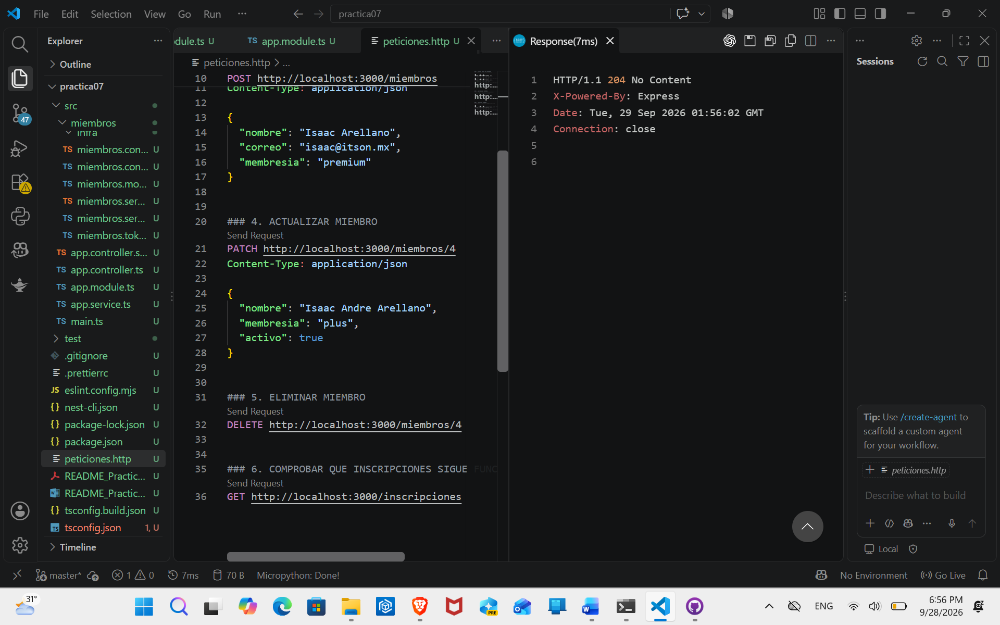 File Edit Selection View Go Run ···
practica07
Explorer
Outline
practica07
src
miembros
infra
TS miembros.con... U
TS miembros.con... U
TS miembros.mo... U
TS miembros.ser... U
TS miembros.ser... U
TS miembros.tok... U
TS app.controller.s... U
TS app.controller.ts U
TS app.module.ts U
TS app.service.ts U
TS main.ts U
test
.gitignore U
.prettierrc U
JS eslint.config.mjs U
{} nest-cli.json U
{} package-lock.json U
{} package.json U
peticiones.http U
README_Practic... U
README_Practic... U
{} tsconfig.build.json U
TS tsconfig.json 1, U
Timeline
47
dule.ts U
TS app.module.ts U
peticiones.http U
peticiones.http > ...
10 POST http://localhost:3000/miembros
11 Content-Type: application/json
12
13 {
14 "nombre": "Isaac Arellano",
15 "correo": "isaac@itson.mx",
16 "membresia": "premium"
17 }
18
19
20 ### 4. ACTUALIZAR MIEMBRO
Send Request
21 PATCH http://localhost:3000/miembros/4
22 Content-Type: application/json
23
24 {
25 "nombre": "Isaac Andre Arellano",
26 "membresia": "plus",
27 "activo": true
28 }
29
30
31 ### 5. ELIMINAR MIEMBRO
Send Request
32 DELETE http://localhost:3000/miembros/4
33
34
35 ### 6. COMPROBAR QUE INSCRIPCIONES SIGUE FUNC
Send Request
36 GET http://localhost:3000/inscripciones
http:...
http:...
http:...
Response(7ms)
1 HTTP/1.1 204 No Content
2 X-Powered-By: Express
3 Date: Tue, 29 Sep 2026 01:56:02 GMT
4 Connection: close
5
6
Sessions
Tip: Use /create-agent to
scaffold a custom agent
for your workflow.
peticiones.http
Describe what to build
Local
master* 1 0 7ms 70 B Micropython: Done!
No Environment Go Live
31°
PRE
ENG
6:56 PM
9/28/2026